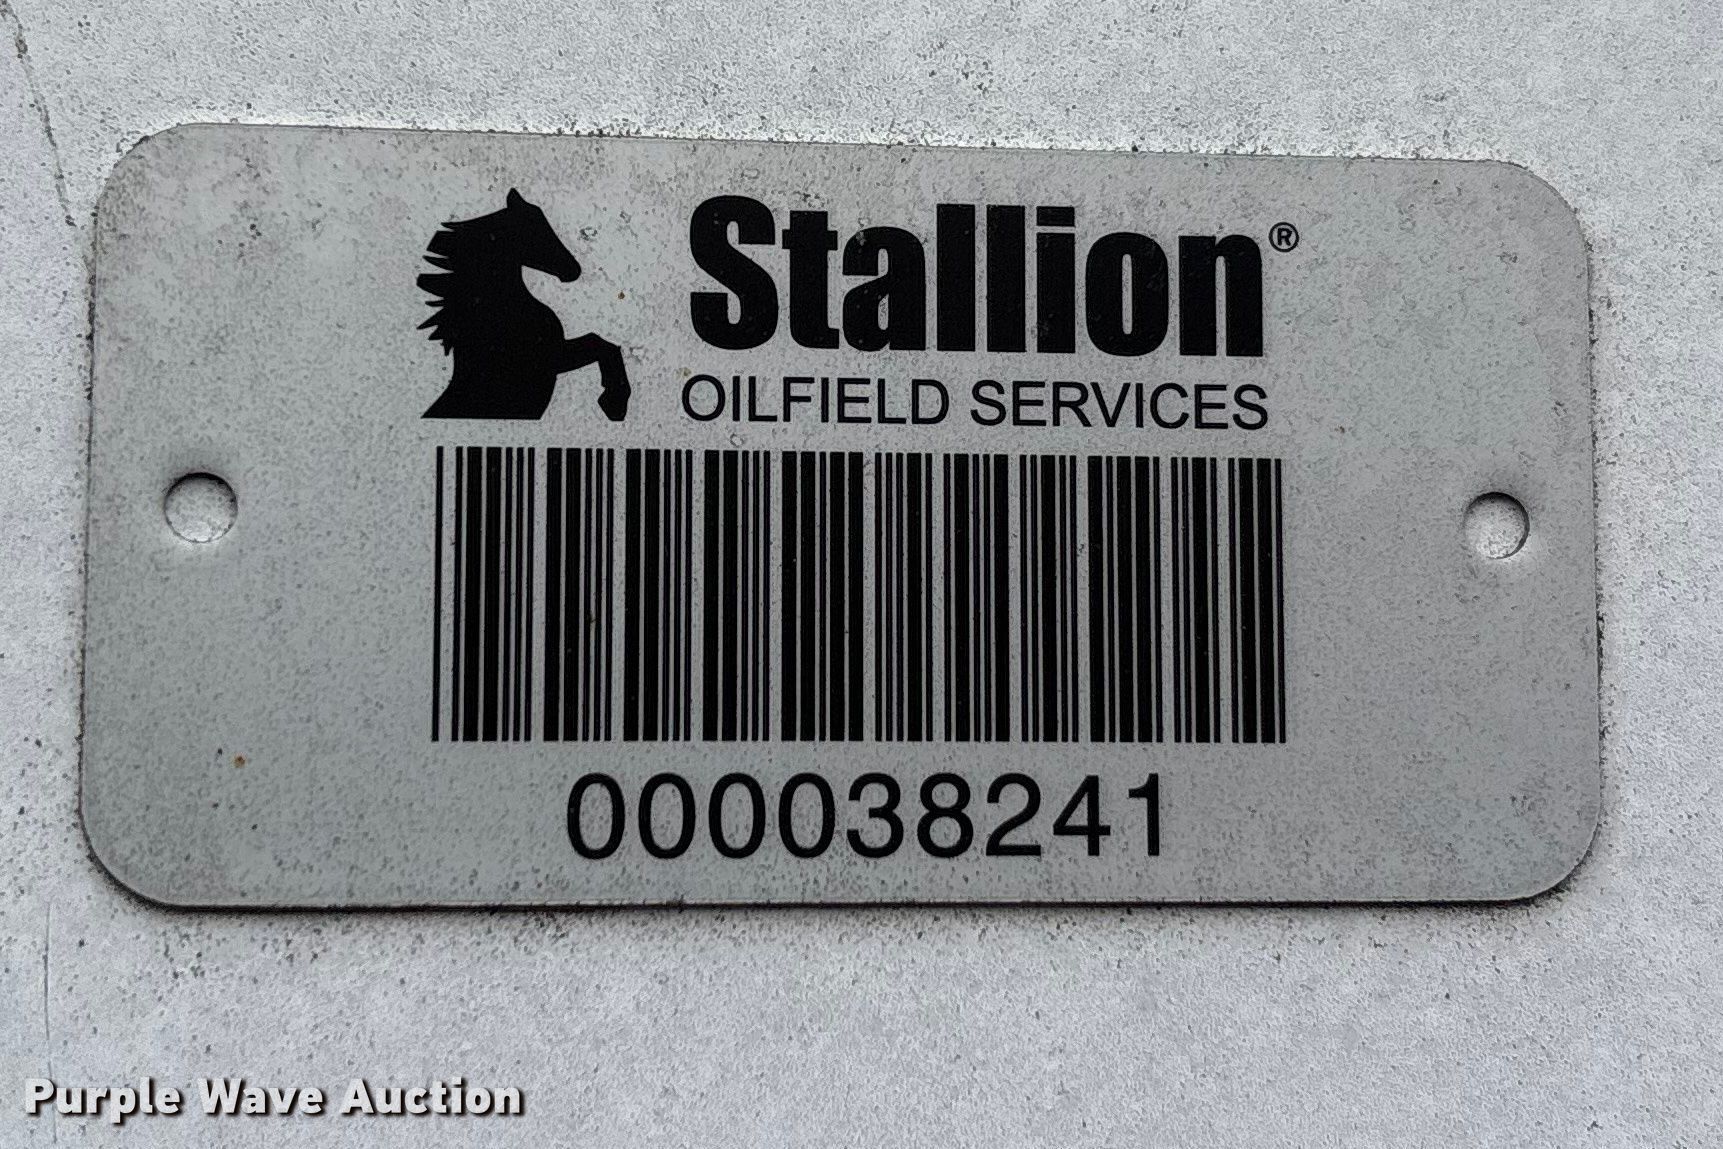 Stallion®
OILFIELD SERVICES
000038241
Purple Wave Auction